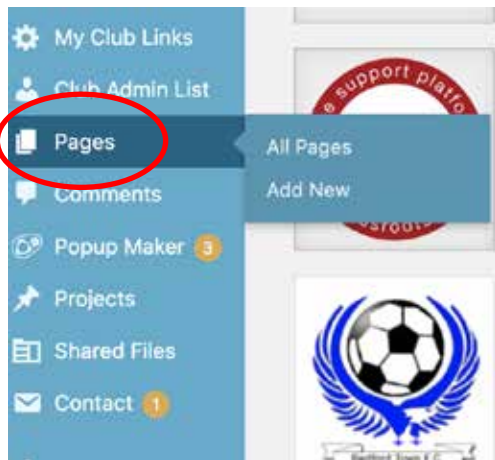 My Club Links
Club Admin List
Pages
All Pages
Add New
Comments
Popup Maker 3
Projects
Shared Files
Contact 1
support